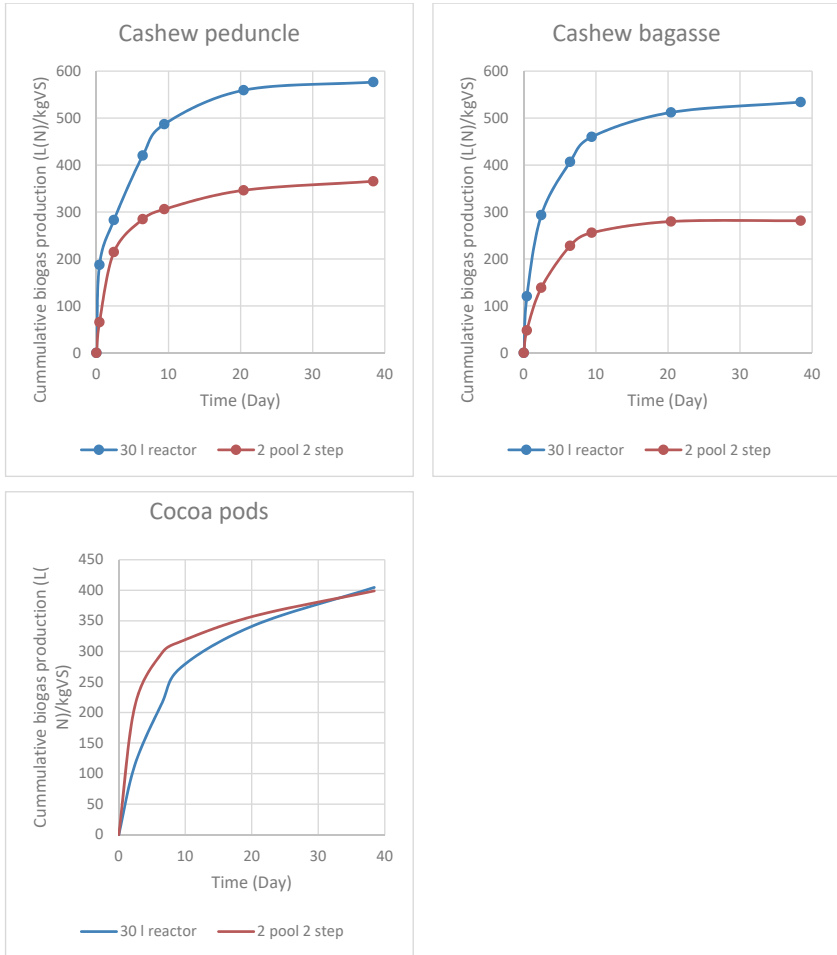 Cashew peduncle
Cummulative biogas production (L(N)/kgVS)
600
500
400
300
200
100
0
0 10 20 30 40
Time (Day)
30 l reactor 2 pool 2 step
Cashew bagasse
Cummulative biogas production (L(N)/kgVS)
600
500
400
300
200
100
0
0 10 20 30 40
Time (Day)
30 l reactor 2 pool 2 step
Cocoa pods
Cummulative biogas production (L(
N)/kgVS)
450
400
350
300
250
200
150
100
50
0
0 10 20 30 40
Time (Day)
30 l reactor 2 pool 2 step